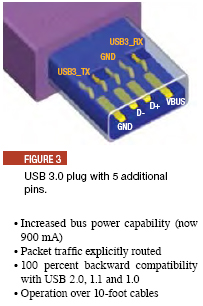 USB3_RX
GND
USB3_TX
VBUS
D+
D-
GND
FIGURE 3
USB 3.0 plug with 5 additional
pins.
• Increased bus power capability (now
900 mA)
• Packet traffic explicitly routed
• 100 percent backward compatibility
with USB 2.0, 1.1 and 1.0
• Operation over 10-foot cables